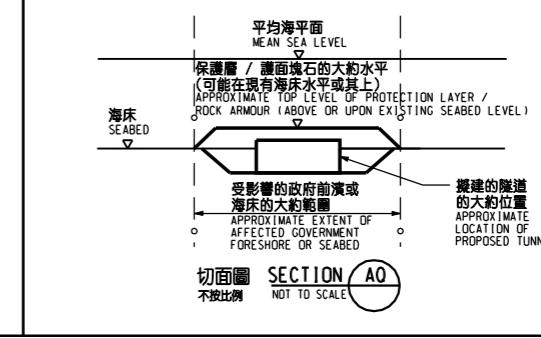 平均海平面
MEAN SEA LEVEL
保護層 / 護面塊石的大約水平
(可能在現有海床水平或其上)
APPROXIMATE TOP LEVEL OF PROTECTION LAYER /
ROCK ARMOUR (ABOVE OR UPON EXISTING SEABED LEVEL)
海床
SEABED
受影響的政府前濱或
海床的大約範圍
APPROXIMATE EXTENT OF
AFFECTED GOVERNMENT
FORESHORE OR SEABED
擬建的隧道
的大約位置
APPROXIMATE
LOCATION OF
PROPOSED TUNN
切面圖 SECTION AQ
不按比例 NOT TO SCALE